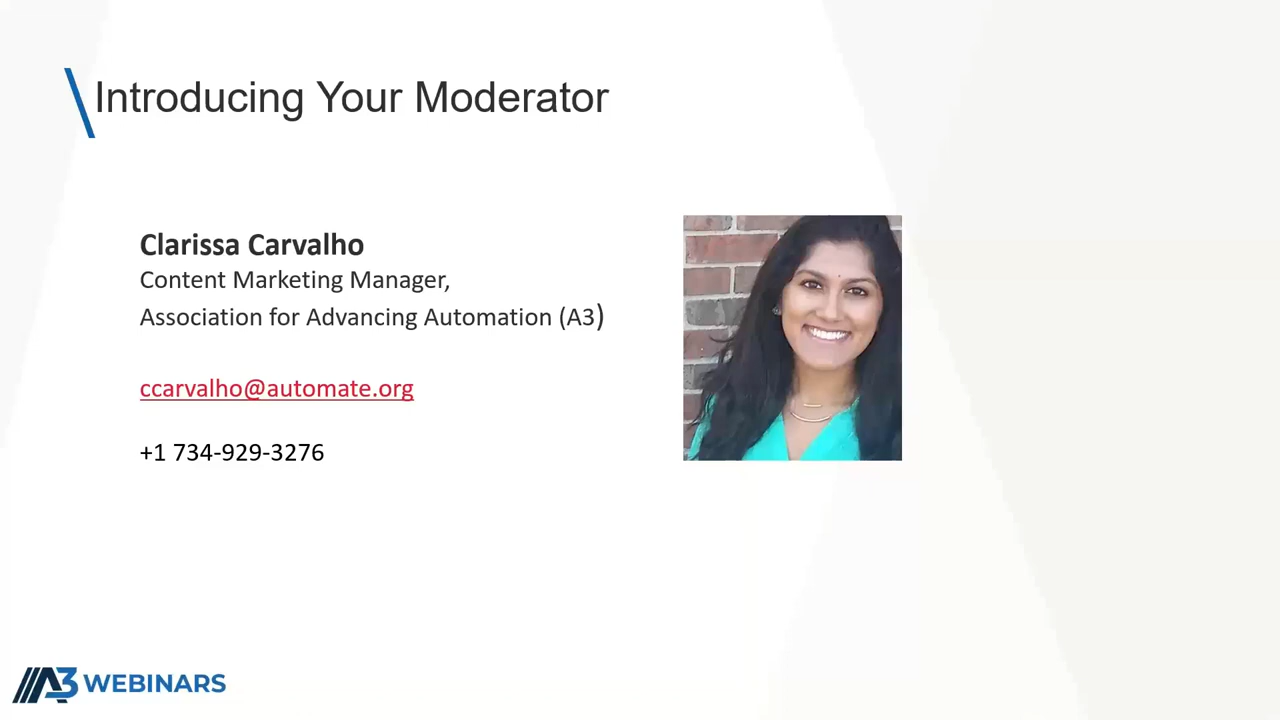 Introducing Your Moderator
Clarissa Carvalho
Content Marketing Manager,
Association for Advancing Automation (A3)
ccarvalho@automate.org
+1 734-929-3276
A3 WEBINARS